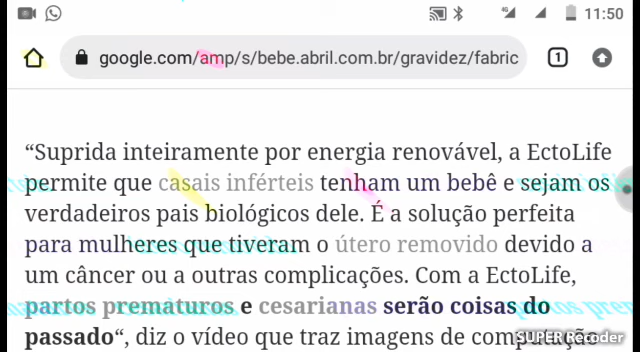 11:50
google.com/amp/s/bebe.abril.com.br/gravidez/fabric
1
“Suprida inteiramente por energia renovável, a EctoLife
permite que casais inférteis tenham um bebê e sejam os
verdadeiros pais biológicos dele. É a solução perfeita
para mulheres que tiveram o útero removido devido a
um câncer ou a outras complicações. Com a EctoLife,
partos prematuros e cesarianas serão coisas do
passado“, diz o vídeo que traz imagens de computação
SUPER Recoder